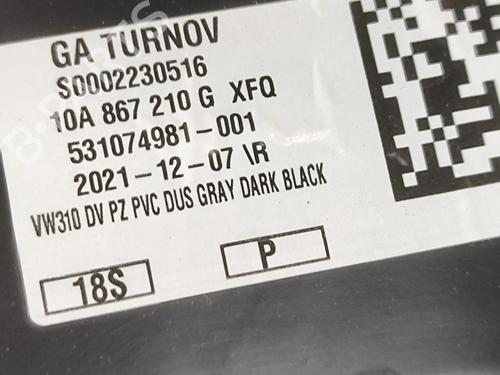 GA TURNOV
S0002230516
10A 867 210 G XFQ
531074981-001
2021-12-07 \R
VW310 DV PZ PVC DUS GRAY DARK BLACK
18S
P
B-PARTS